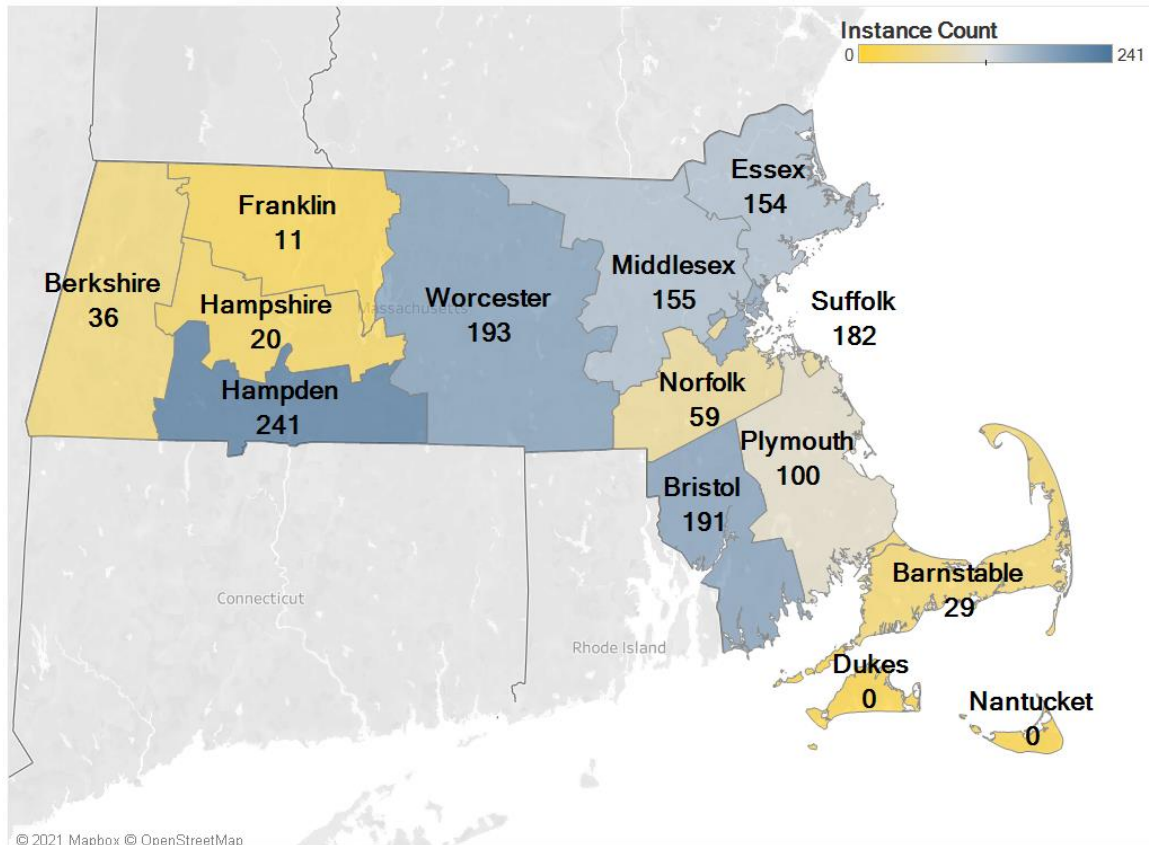 Instance Count
0 241
Essex
154
Franklin
11
Middlesex
155
Berkshire
36
Hampshire
20
Massachusetts
Worcester
193
Suffolk
182
Hampden
241
Norfolk
59
Plymouth
100
Bristol
191
Barnstable
29
Connecticut
Rhode Island
Dukes
0
Nantucket
0
© 2021 Mapbox © OpenStreetMap